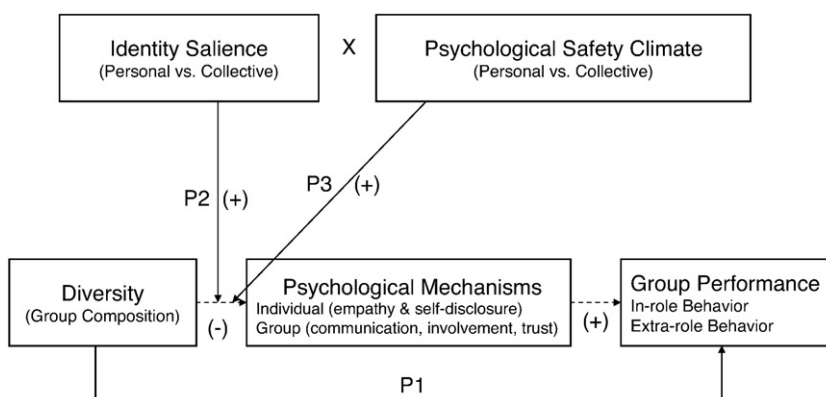 Identity Salience
(Personal vs. Collective)
X
Psychological Safety Climate
(Personal vs. Collective)
P2
(+)
P3
(+)
Diversity
(Group Composition)
(-)
Psychological Mechanisms
Individual (empathy & self-disclosure)
Group (communication, involvement, trust)
(+)
Group Performance
In-role Behavior
Extra-role Behavior
P1